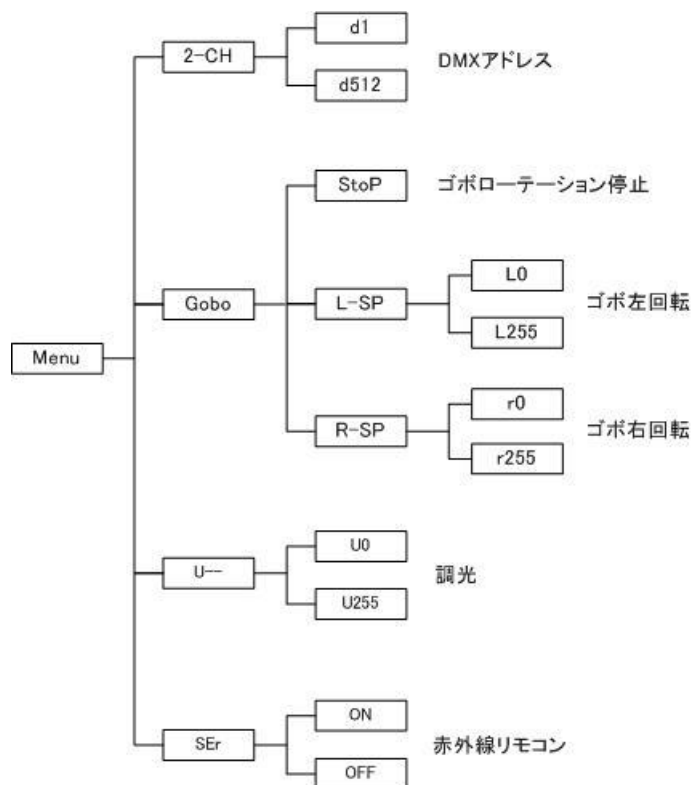 d1
2-CH
DMXアドレス
d512
StoP
ゴボローテーション停止
L0
Gobo
L-SP
ゴボ左回転
L255
Menu
r0
R-SP
ゴボ右回転
r255
U0
U--
調光
U255
ON
SEr
赤外線リモコン
OFF